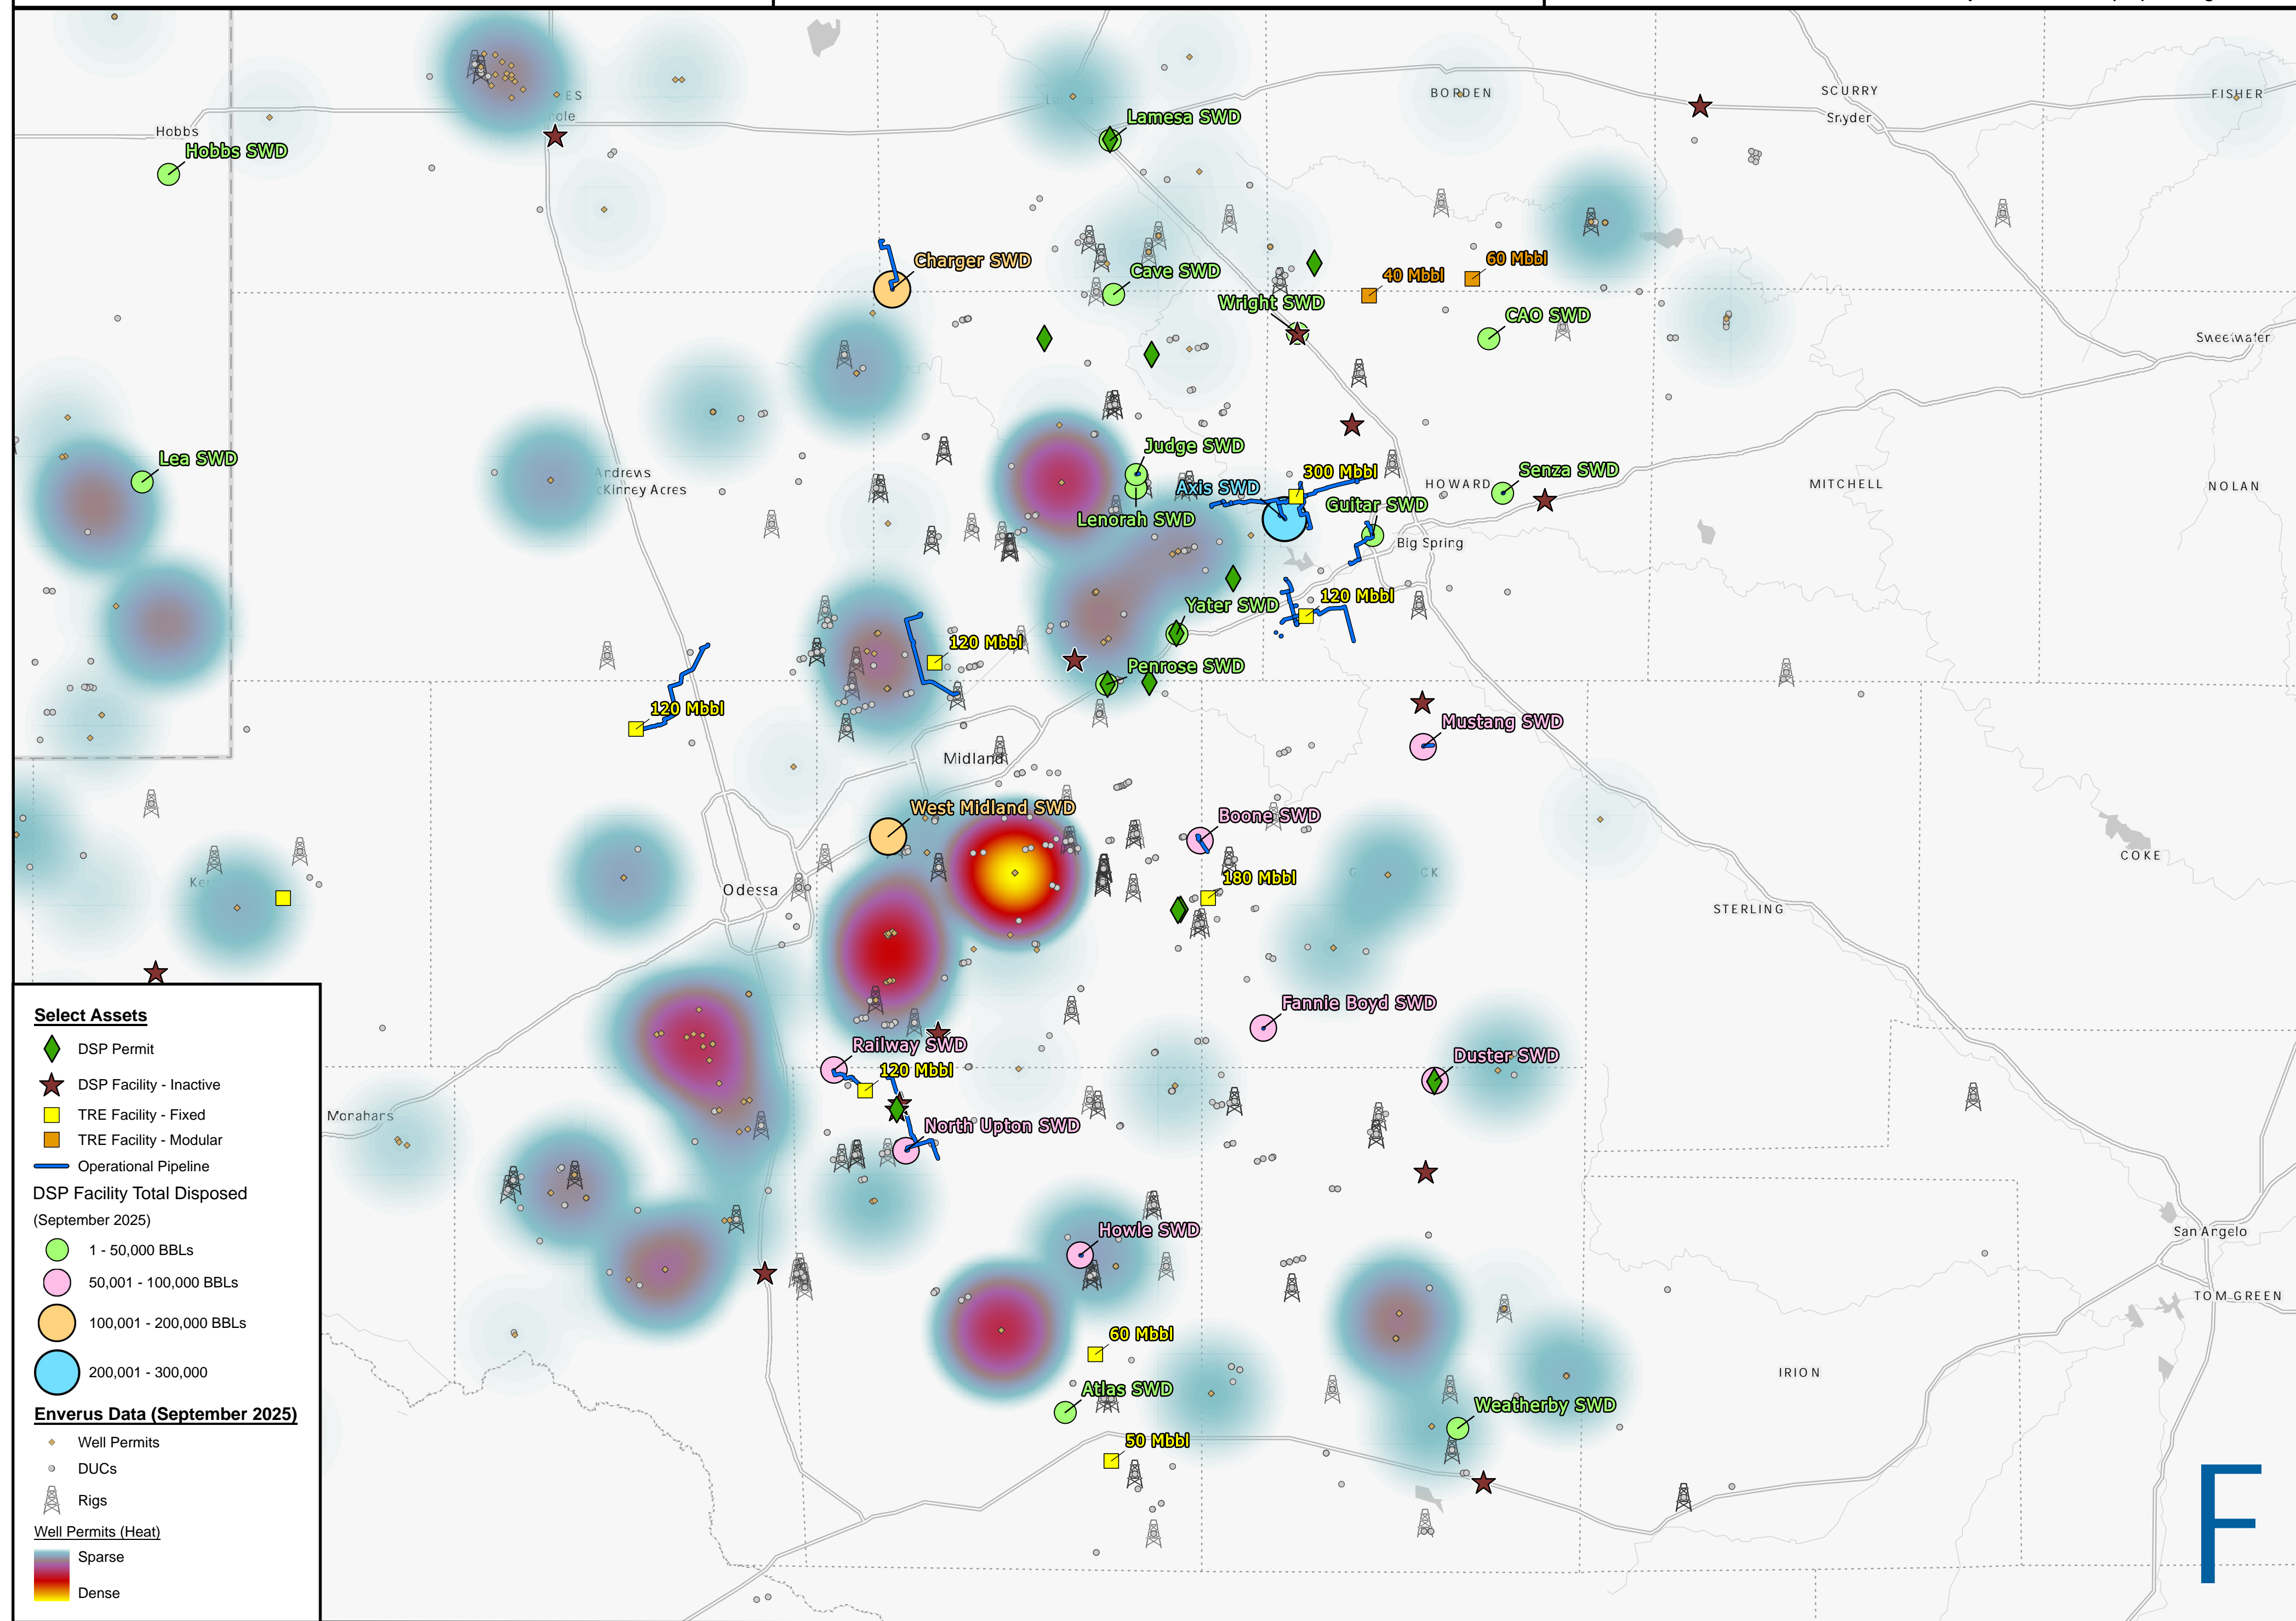 BORDEN
SCURRY
FISHER
Snyder
Hobbs
Hobbs SWD
Lamesa SWD
Charger SWD
Cave SWD
60 Mbbl
40 Mbbl
Wright SWD
CAO SWD
Sweetwater
Judge SWD
Lea SWD
Andrews
McKinney Acres
Axis SWD
300 Mbbl
Senza SWD
HOWARD
MITCHELL
NOLAN
Guitar SWD
Lenorah SWD
Big Spring
120 Mbbl
Yater SWD
120 Mbbl
Penrose SWD
120 Mbbl
Mustang SWD
Midland
West Midland SWD
Boone SWD
COKE
180 Mbbl
Odessa
STERLING
Fannie Boyd SWD
Railway SWD
Duster SWD
120 Mbbl
Monahans
North Upton SWD
Howle SWD
San Angelo
TOM GREEN
60 Mbbl
IRION
Atlas SWD
Weatherby SWD
50 Mbbl
F
Select Assets
DSP Permit
DSP Facility - Inactive
TRE Facility - Fixed
TRE Facility - Modular
Operational Pipeline
DSP Facility Total Disposed
(September 2025)
1 - 50,000 BBLs
50,001 - 100,000 BBLs
100,001 - 200,000 BBLs
200,001 - 300,000
Enverus Data (September 2025)
Well Permits
DUCs
Rigs
Well Permits (Heat)
Sparse
Dense